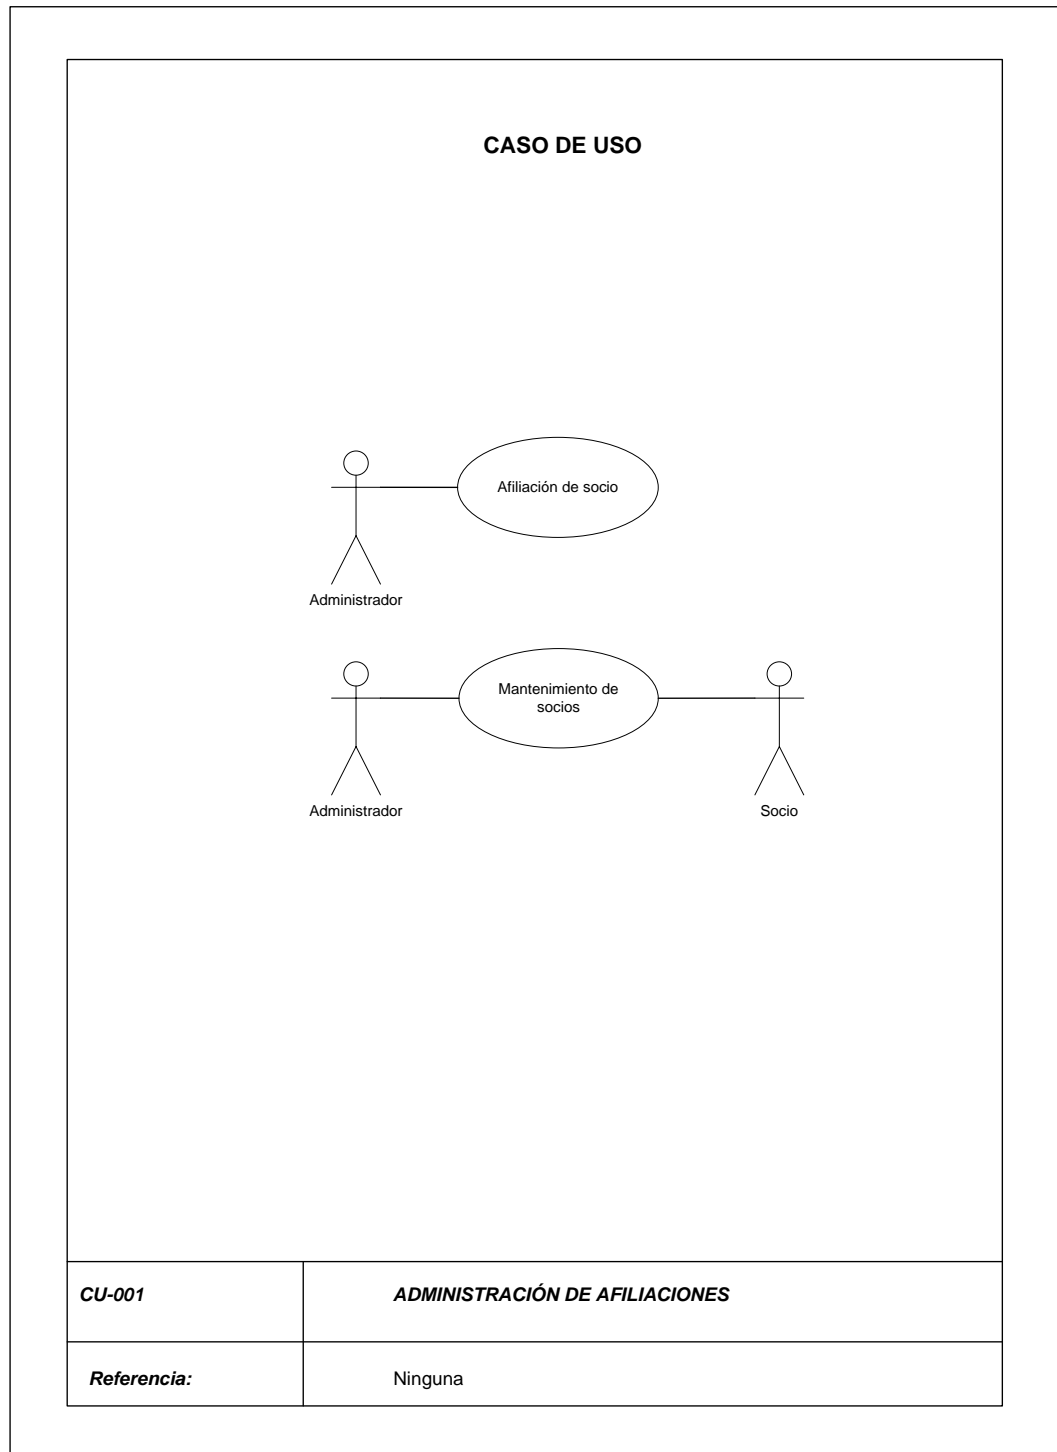 CASO DE USO
Afiliación de socio
Administrador
Mantenimiento de
socios
Administrador
Socio
CU-001
ADMINISTRACIÓN DE AFILIACIONES
Referencia:
Ninguna